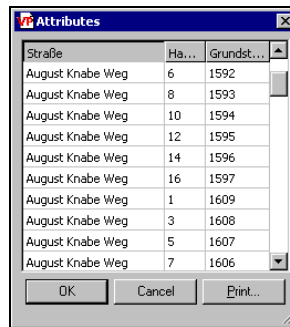 VP Attributes
Straße Ha... Grundst...
August Knabe Weg 6 1592
August Knabe Weg 8 1593
August Knabe Weg 10 1594
August Knabe Weg 12 1595
August Knabe Weg 14 1596
August Knabe Weg 16 1597
August Knabe Weg 1 1609
August Knabe Weg 3 1608
August Knabe Weg 5 1607
August Knabe Weg 7 1606
OK Cancel Print...